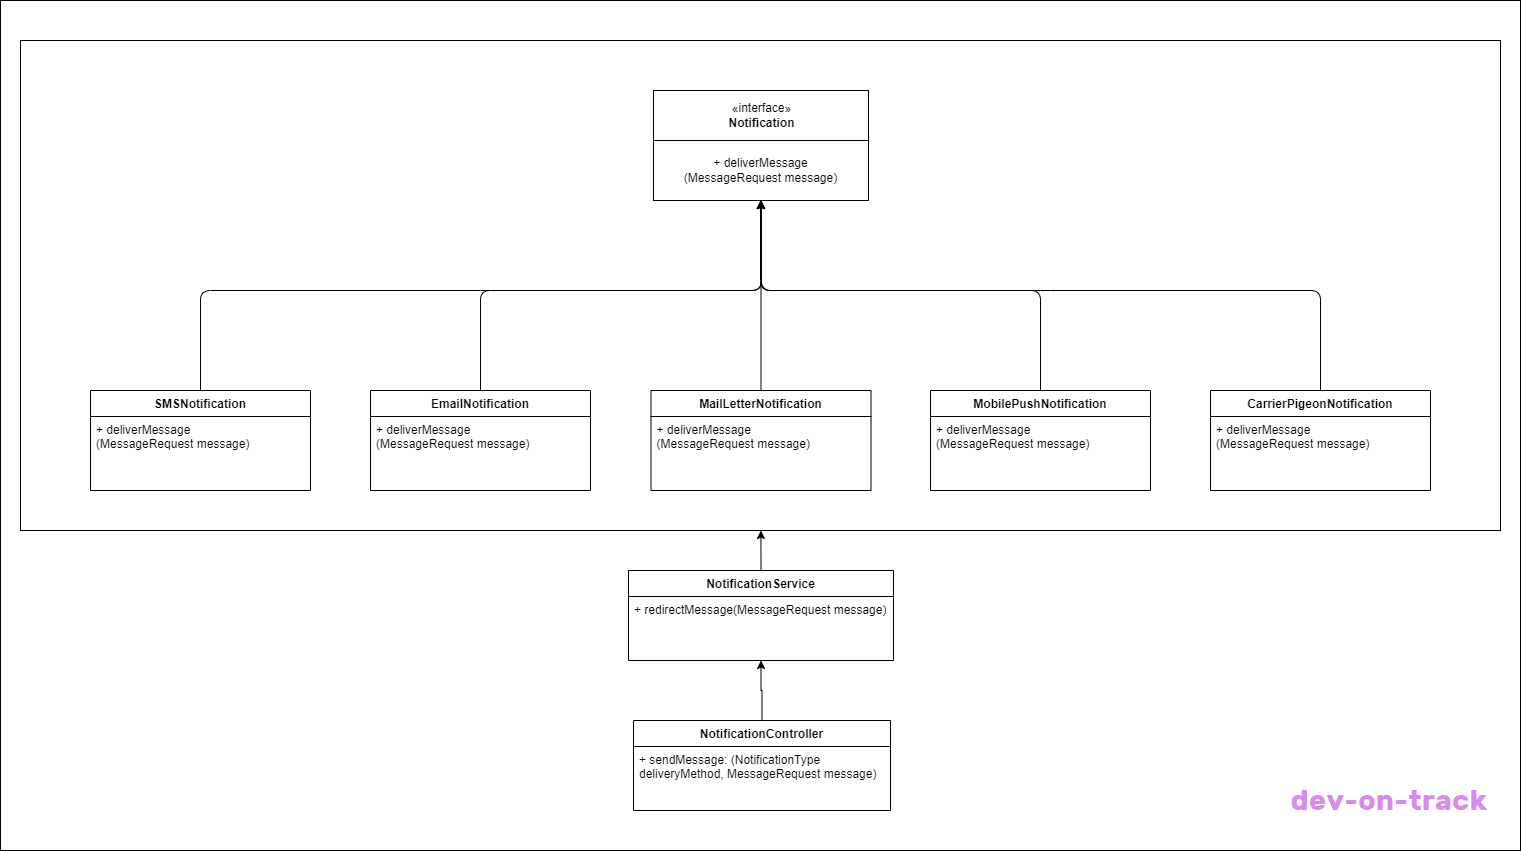 «interface»
Notification
+ deliverMessage
(MessageRequest message)
SMSNotification
+ deliverMessage
(MessageRequest message)
EmailNotification
+ deliverMessage
(MessageRequest message)
MailLetterNotification
+ deliverMessage
(MessageRequest message)
MobilePushNotification
+ deliverMessage
(MessageRequest message)
CarrierPigeonNotification
+ deliverMessage
(MessageRequest message)
NotificationService
+ redirectMessage(MessageRequest message)
NotificationController
+ sendMessage: (NotificationType
deliveryMethod, MessageRequest message)
dev-on-track